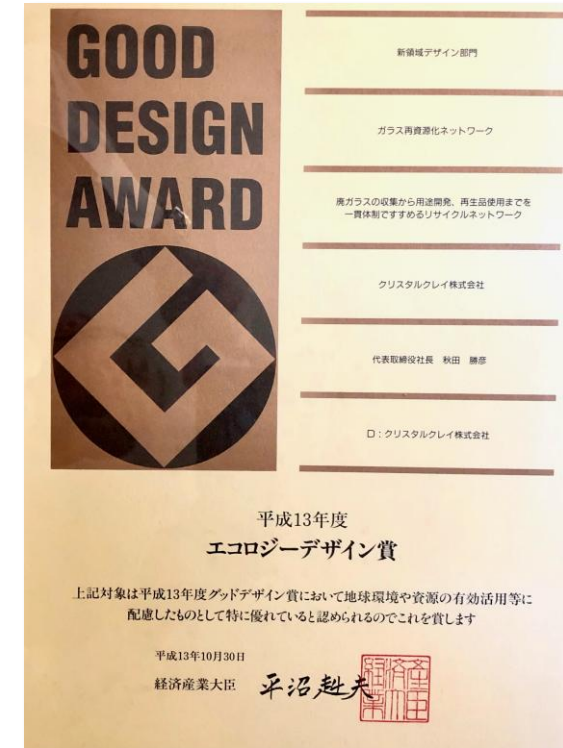 GOOD
DESIGN
AWARD
新領域デザイン部門
ガラス再資源化ネットワーク
廃ガラスの収集から用途開発、再生品使用までを
一貫体制ですすめるリサイクルネットワーク
クリスタルクレイ株式会社
代表取締役社長 秋田 勝彦
D:クリスタルクレイ株式会社
平成13年度
エコロジーデザイン賞
上記対象は平成13年度グッドデザイン賞において地球環境や資源の有効活用等に
配慮したものとして特に優れていると認められるのでこれを賞します
平成13年10月30日
経済産業大臣 平沼赳夫